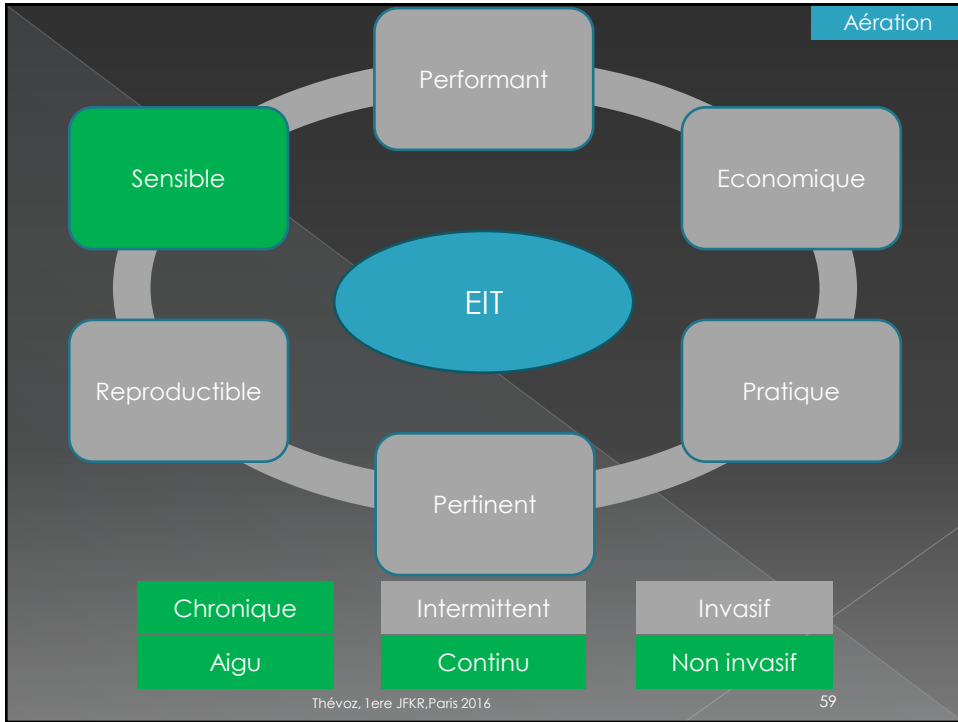 Aération
Performant
Sensible
Economique
EIT
Reproductible
Pratique
Pertinent
Chronique
Intermittent
Invasif
Aigu
Continu
Non invasif
Thévoz, 1ere JFKR,Paris 2016
59